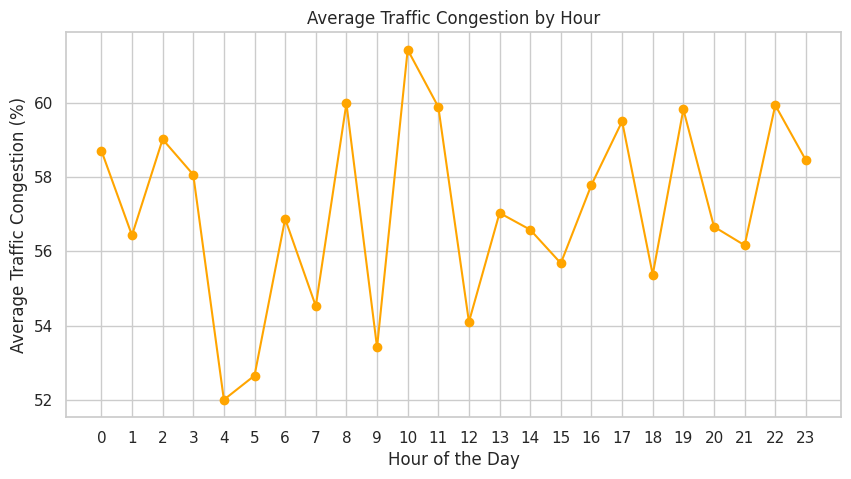 Average Traffic Congestion by Hour
Average Traffic Congestion (%)
60
58
56
54
52
0 1 2 3 4 5 6 7 8 9 10 11 12 13 14 15 16 17 18 19 20 21 22 23
Hour of the Day